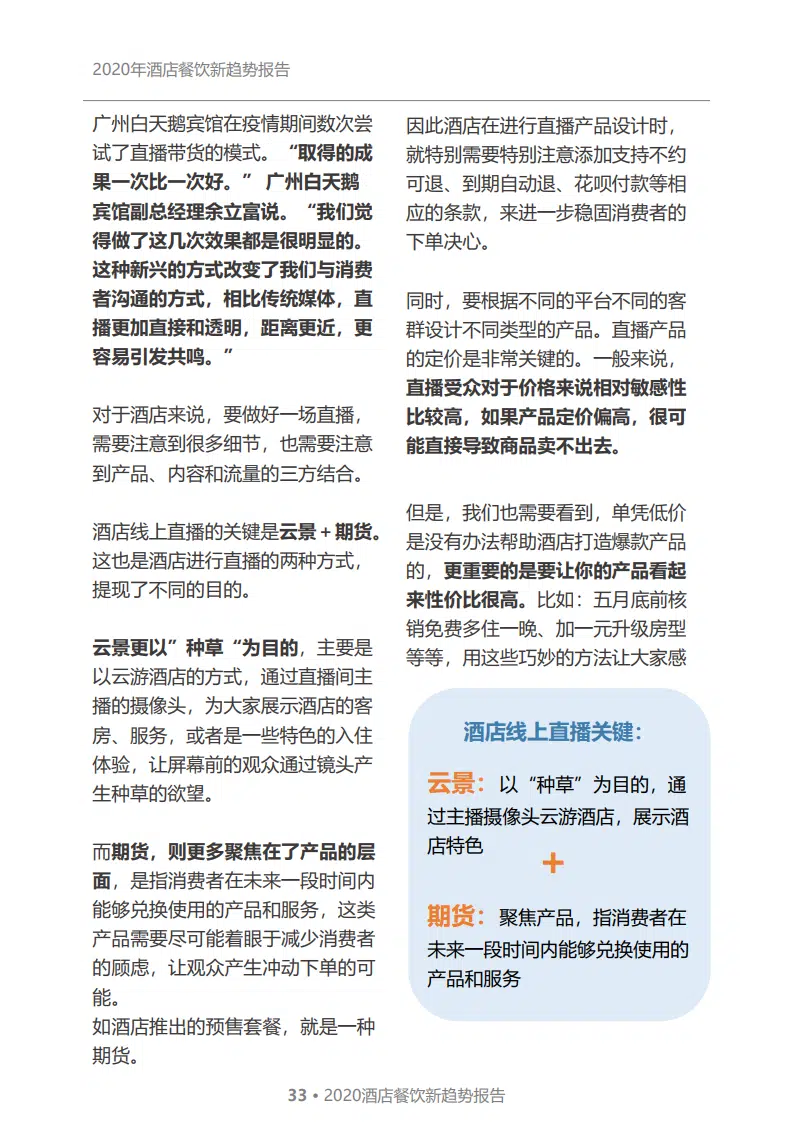 2020年酒店餐饮新趋势报告
广州白天鹅宾馆在疫情期间数次尝
试了直播带货的模式。“取得的成
果一次比一次好。” 广州白天鹅
宾馆副总经理余立富说。“我们觉
得做了这几次效果都是很明显的。
这种新兴的方式改变了我们与消费
者沟通的方式，相比传统媒体，直
播更加直接和透明，距离更近，更
容易引发共鸣。”
对于酒店来说，要做好一场直播，
需要注意到很多细节，也需要注意
到产品、内容和流量的三方结合。
酒店线上直播的关键是云景 + 期货。
这也是酒店进行直播的两种方式，
提现了不同的目的。
云景更以”种草“为目的，主要是
以云游酒店的方式，通过直播间主
播的摄像头，为大家展示酒店的客
房、服务，或者是一些特色的入住
体验，让屏幕前的观众通过镜头产
生种草的欲望。
而期货，则更多聚焦在了产品的层
面，是指消费者在未来一段时间内
能够兑换使用的产品和服务，这类
产品需要尽可能着眼于减少消费者
的顾虑，让观众产生冲动下单的可
能。
如酒店推出的预售套餐，就是一种
期货。
因此酒店在进行直播产品设计时，
就特别需要特别注意添加支持不约
可退、到期自动退、花呗付款等相
应的条款，来进一步稳固消费者的
下单决心。
同时，要根据不同的平台不同的客
群设计不同类型的产品。直播产品
的定价是非常关键的。一般来说，
直播受众对于价格来说相对敏感性
比较高，如果产品定价偏高，很可
能直接导致商品卖不出去。
但是，我们也需要看到，单凭低价
是没有办法帮助酒店打造爆款产品
的，更重要的是要让你的产品看起
来性价比很高。比如：五月底前核
销免费多住一晚、加一元升级房型
等等，用这些巧妙的方法让大家感
酒店线上直播关键：
云景：以“种草”为目的，通
过主播摄像头云游酒店，展示酒
店特色
+
期货：聚焦产品，指消费者在
未来一段时间内能够兑换使用的
产品和服务
33 • 2020酒店餐饮新趋势报告